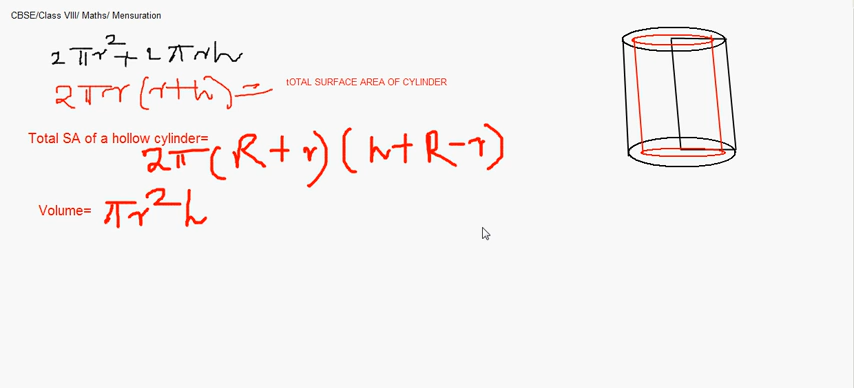 CBSE/Class VIII/ Maths/ Mensuration
2πr²+2πrh
2πr(r+h)= tOTAL SURFACE AREA OF CYLINDER
Total SA of a hollow cylinder= 2π(R+r)(h+R-r)
Volume= πr²h